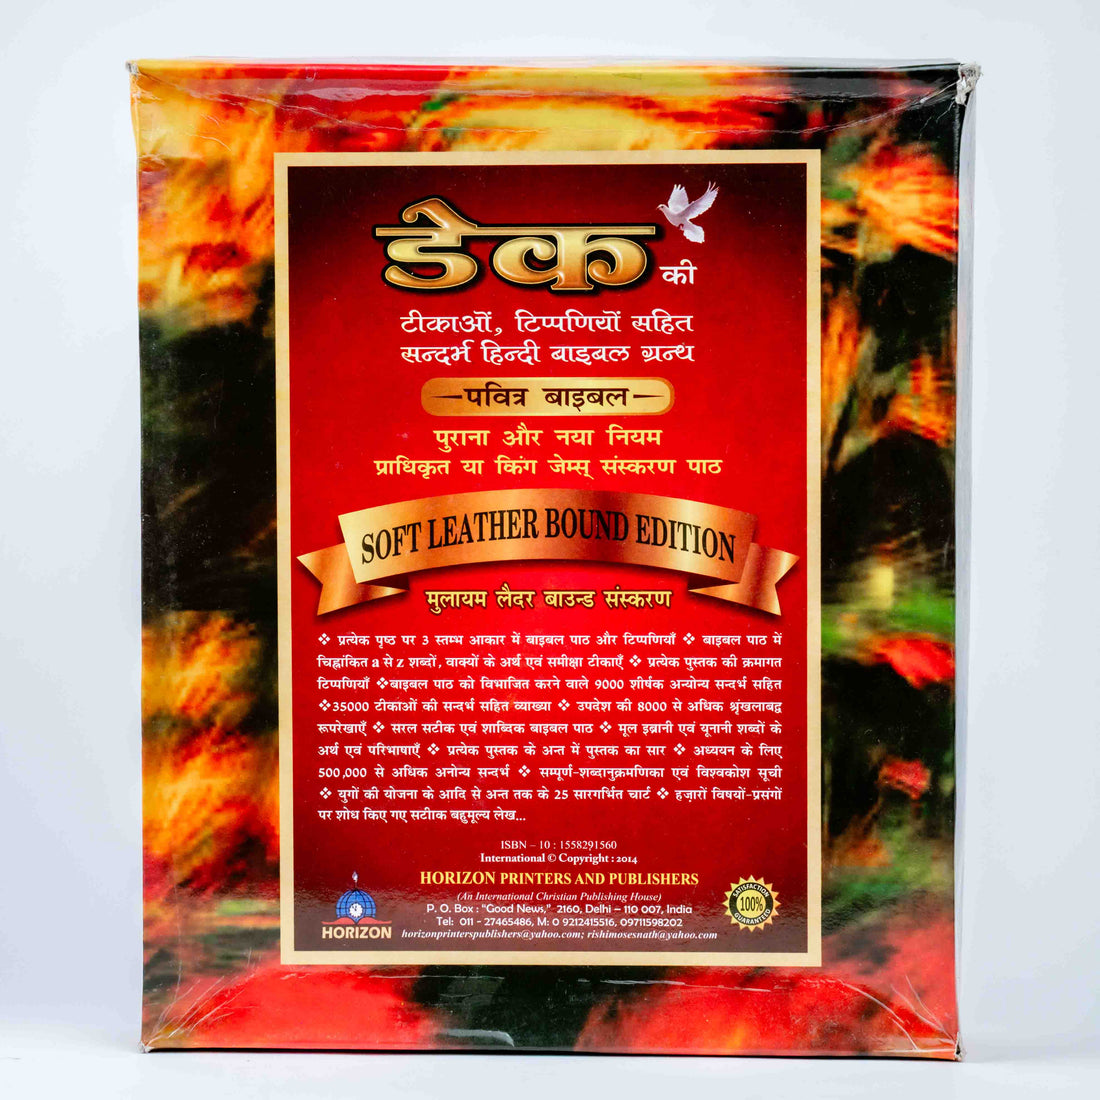 डेक की
टीकाओं, टिप्पणियों सहित
सन्दर्भ हिन्दी बाइबल ग्रन्थ
पवित्र बाइबल
पुराना और नया नियम
प्राधिकृत या किंग जेम्स् संस्करण पाठ
SOFT LEATHER BOUND EDITION
मुलायम लैदर बाउन्ड संस्करण
❖ प्रत्येक पृष्ठ पर 3 स्तम्भ आकार में बाइबल पाठ और टिप्पणियाँ ❖ बाइबल पाठ में
चिह्नांकित a से z शब्दों, वाक्यों के अर्थ एवं समीक्षा टीकाएँ ❖ प्रत्येक पुस्तक की क्रमागत
टिप्पणियाँ ❖बाइबल पाठ को विभाजित करने वाले 9000 शीर्षक अन्योन्य सन्दर्भ सहित
❖35000 टीकाओं की सन्दर्भ सहित व्याख्या ❖ उपदेश की 8000 से अधिक श्रृंखलाबद्ध
रूपरेखाएँ ❖ सरल सटीक एवं शाब्दिक बाइबल पाठ ❖ मूल इब्रानी एवं यूनानी शब्दों के
अर्थ एवं परिभाषाएँ ❖ प्रत्येक पुस्तक के अन्त में पुस्तक का सार ❖ अध्ययन के लिए
500,000 से अधिक अनोन्य सन्दर्भ ❖ सम्पूर्ण-शब्दानुक्रमणिका एवं विश्वकोश सूची
❖ युगों की योजना के आदि से अन्त तक के 25 सारगर्भित चार्ट ❖ हज़ारों विषयों-प्रसंगों
पर शोध किए गए सटीाक बहुमूल्य लेख...
ISBN – 10 : 1558291560
International © Copyright : 2014
HORIZON PRINTERS AND PUBLISHERS
(An International Christian Publishing House)
P. O. Box : "Good News," 2160, Delhi – 110 007, India
Tel: 011 - 27465486, M: 0 9212415516, 09711598202
horizonprinterspublishers@yahoo.com; rishimosesnath@yahoo.com
HORIZON
SATISFACTION
100%
GUARANTEED